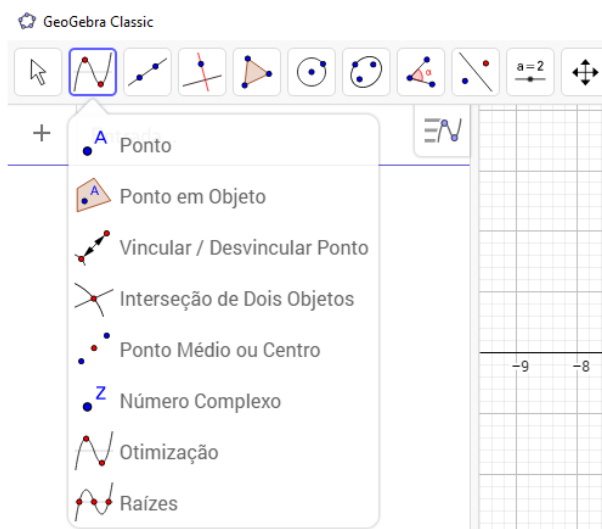 GeoGebra Classic
α
a=2
Entrada
A Ponto
A Ponto em Objeto
Vincular / Desvincular Ponto
Interseção de Dois Objetos
Ponto Médio ou Centro
Z Número Complexo
Otimização
Raízes
−9 −8